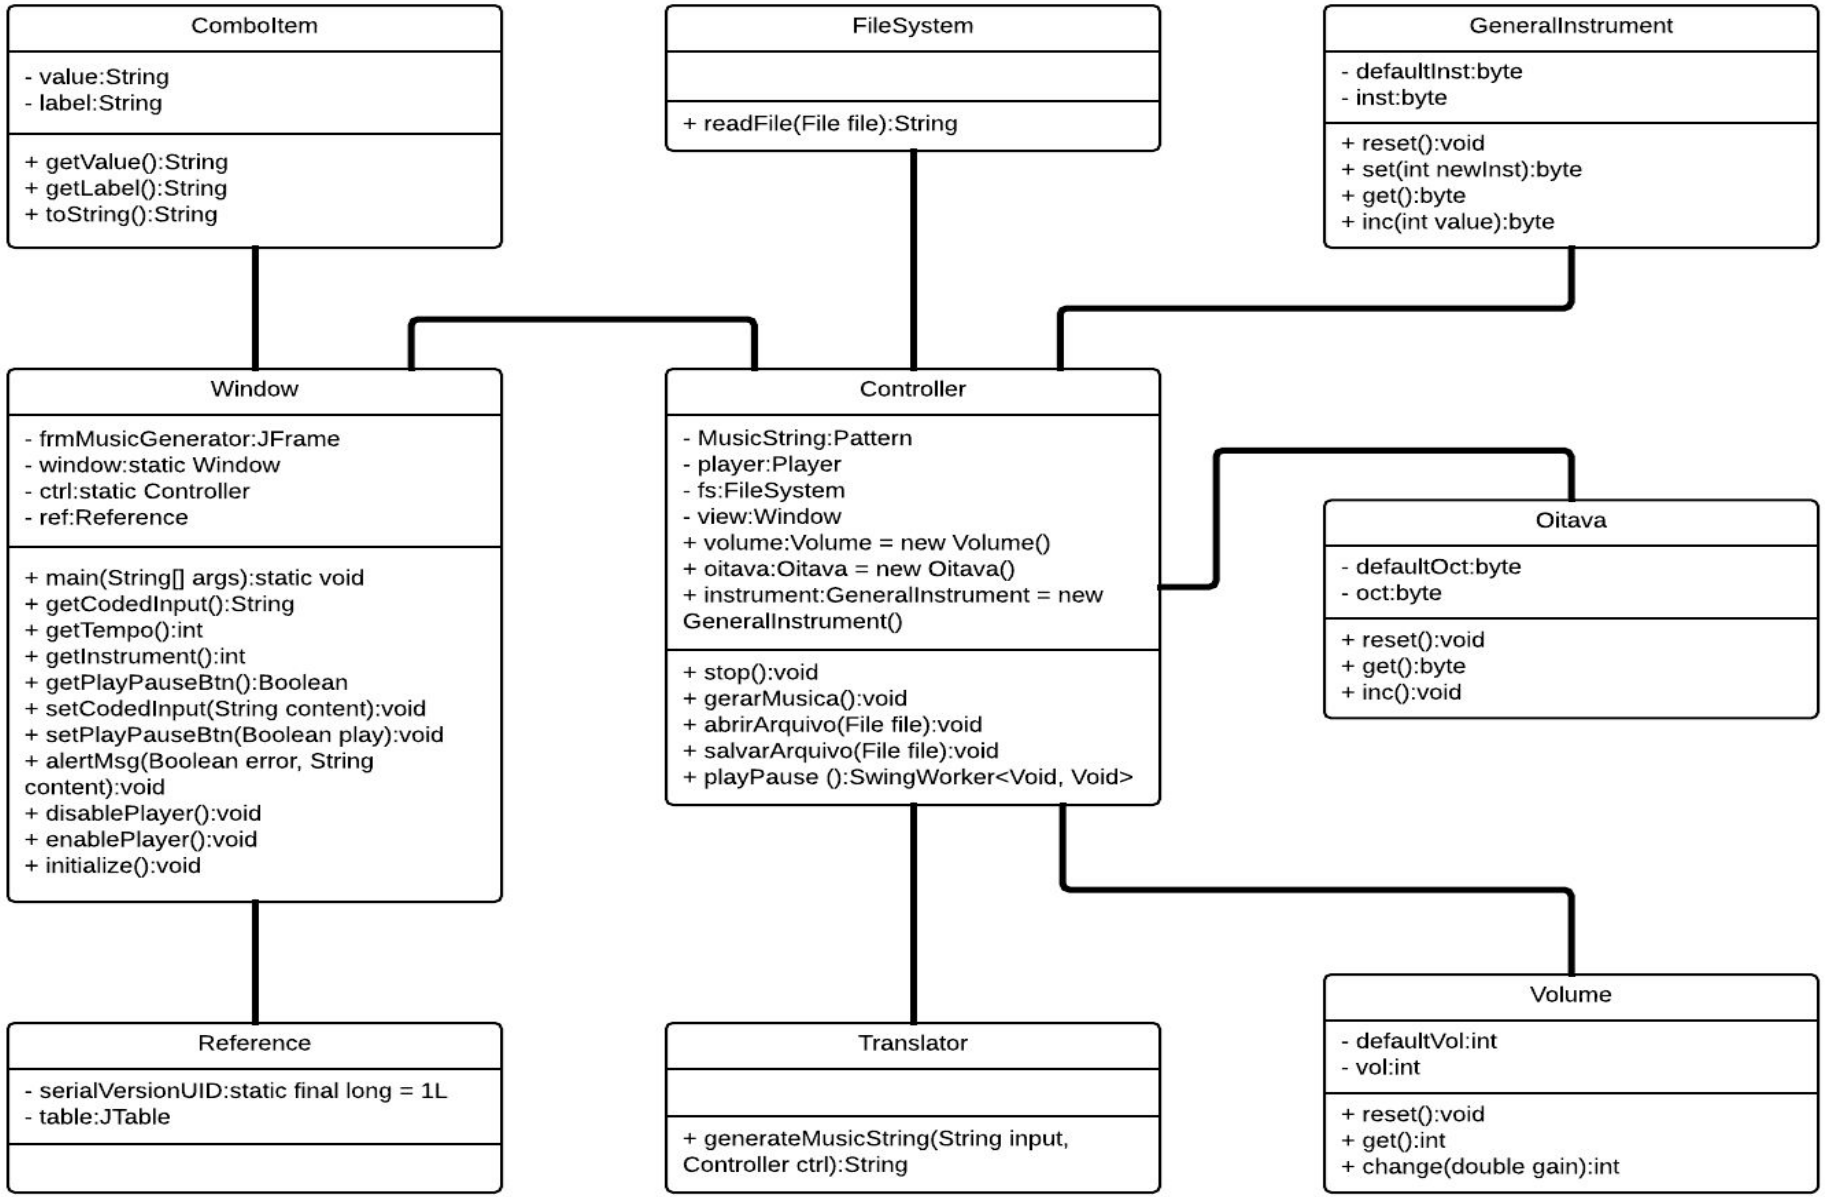 ComboItem
- value:String
- label:String
+ getValue():String
+ getLabel():String
+ toString():String
FileSystem
+ readFile(File file):String
GeneralInstrument
- defaultInst:byte
- inst:byte
+ reset():void
+ set(int newInst):byte
+ get():byte
+ inc(int value):byte
Window
- frmMusicGenerator:JFrame
- window:static Window
- ctrl:static Controller
- ref:Reference
+ main(String[] args):static void
+ getCodedInput():String
+ getTempo():int
+ getInstrument():int
+ getPlayPauseBtn():Boolean
+ setCodedInput(String content):void
+ setPlayPauseBtn(Boolean play):void
+ alertMsg(Boolean error, String
content):void
+ disablePlayer():void
+ enablePlayer():void
+ initialize():void
Controller
- MusicString:Pattern
- player:Player
- fs:FileSystem
- view:Window
+ volume:Volume = new Volume()
+ oitava:Oitava = new Oitava()
+ instrument:GeneralInstrument = new
GeneralInstrument()
+ stop():void
+ gerarMusica():void
+ abrirArquivo(File file):void
+ salvarArquivo(File file):void
+ playPause ():SwingWorker<Void, Void>
Oitava
- defaultOct:byte
- oct:byte
+ reset():void
+ get():byte
+ inc():void
Reference
- serialVersionUID:static final long = 1L
- table:JTable
Translator
+ generateMusicString(String input,
Controller ctrl):String
Volume
- defaultVol:int
- vol:int
+ reset():void
+ get():int
+ change(double gain):int